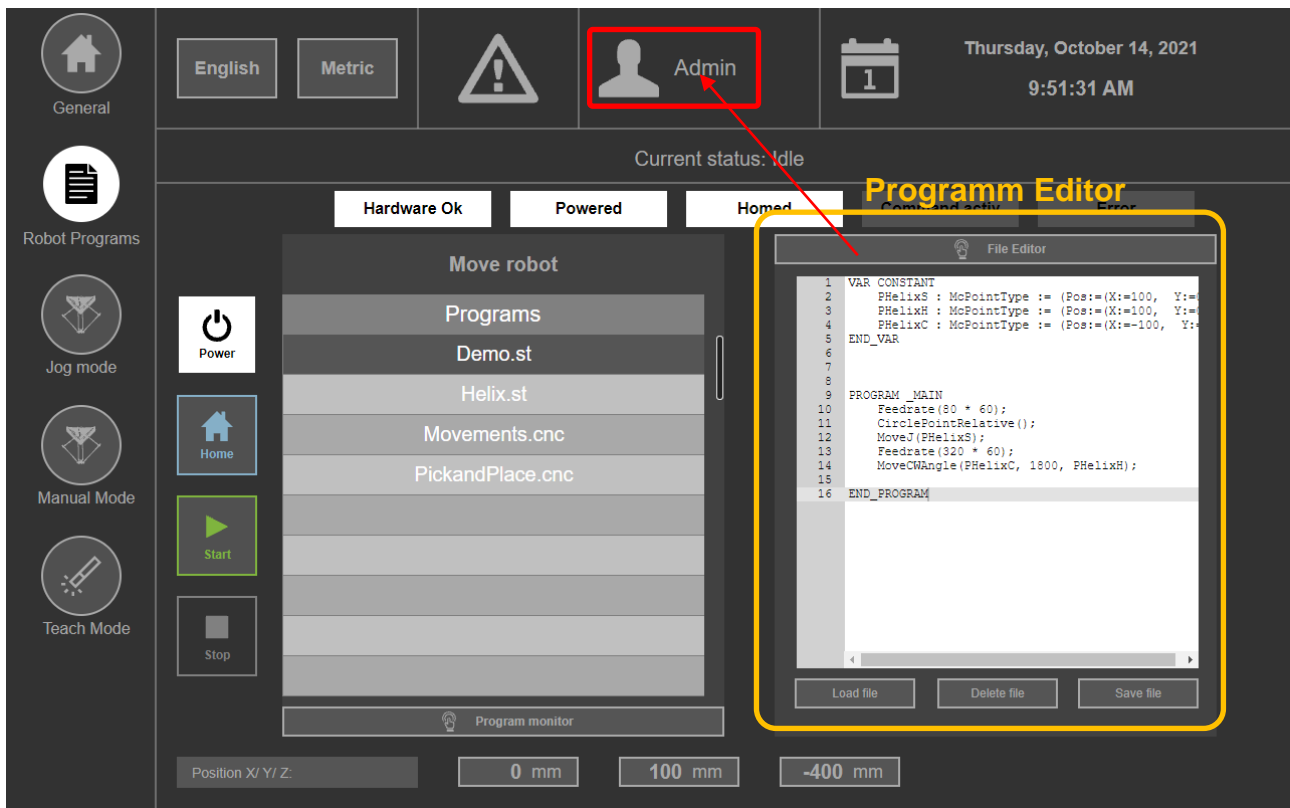 General
Robot Programs
Jog mode
Manual Mode
Teach Mode
English
Metric
Admin
1
Thursday, October 14, 2021
9:51:31 AM
Current status: Idle
Programm Editor
Hardware Ok
Powered
Homed
Command activ
Error
Power
Home
Start
Stop
Move robot
Programs
Demo.st
Helix.st
Movements.cnc
PickandPlace.cnc
Program monitor
File Editor
1 VAR CONSTANT
2 PHelixS : McPointType := (Pos:=(X:=100, Y:=
3 PHelixH : McPointType := (Pos:=(X:=100, Y:=
4 PHelixC : McPointType := (Pos:=(X:=-100, Y:
5 END_VAR
6
7
8
9 PROGRAM _MAIN
10 Feedrate(80 * 60);
11 CirclePointRelative();
12 MoveJ(PHelixS);
13 Feedrate(320 * 60);
14 MoveCWAngle(PHelixC, 1800, PHelixH);
15
16 END_PROGRAM
Load file
Delete file
Save file
Position X/ Y/ Z:
0 mm
100 mm
-400 mm